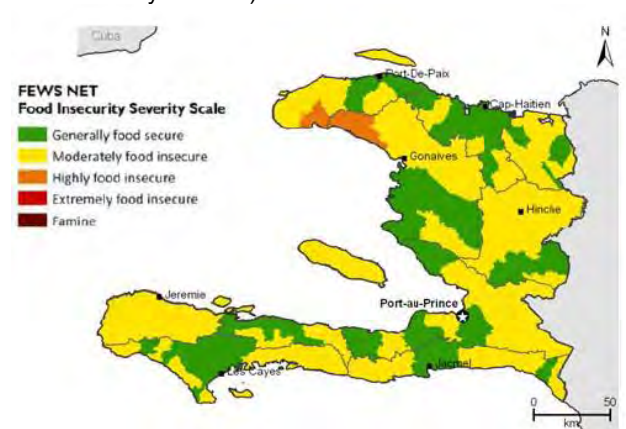 Cuba
N
FEWS NET
Food Insecurity Severity Scale
Generally food secure
Moderately food insecure
Highly food insecure
Extremely food insecure
Famine
Port-De-Paix
Cap-Haitien
Gonaives
Hinche
Jeremie
Port-au-Prince
Les Cayes
Jacmel
0 50
km